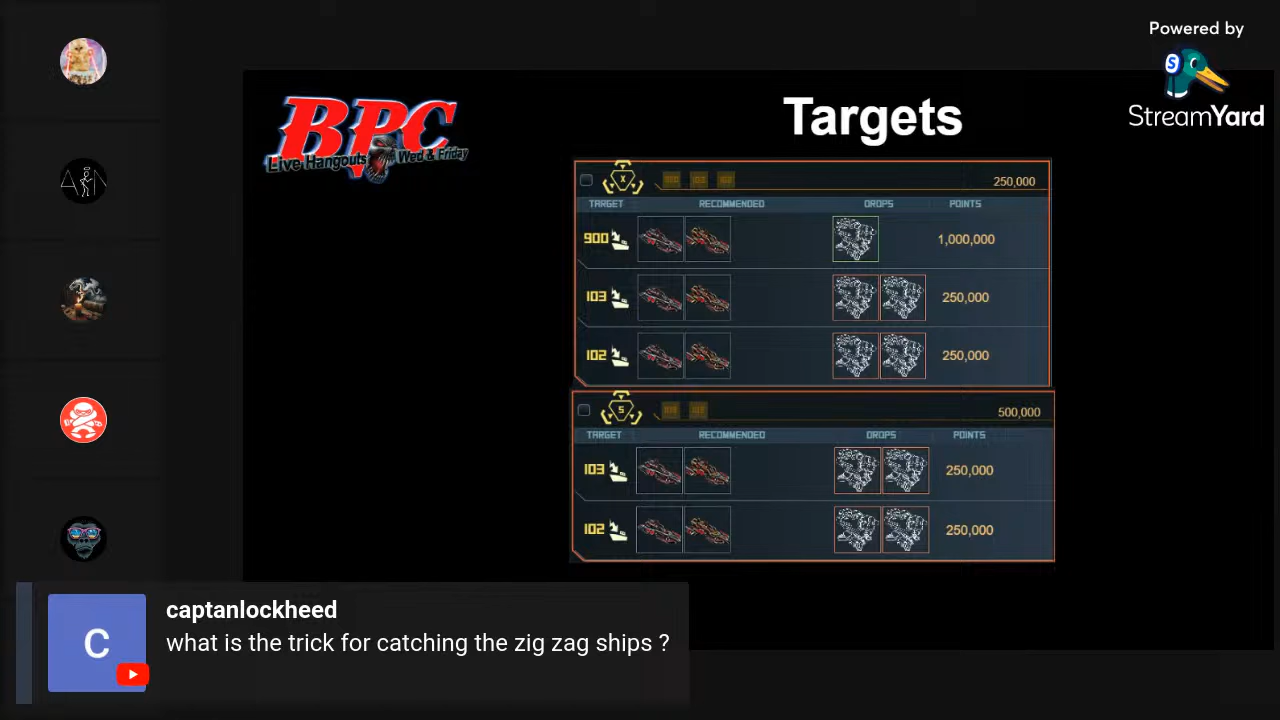 Powered by
StreamYard
BPC
Live Hangouts Wed & Friday
Targets
X 250,000
TARGET RECOMMENDED DROPS POINTS
900 1,000,000
103 250,000
102 250,000
5 500,000
TARGET RECOMMENDED DROPS POINTS
103 250,000
102 250,000
C
captanlockheed
what is the trick for catching the zig zag ships ?